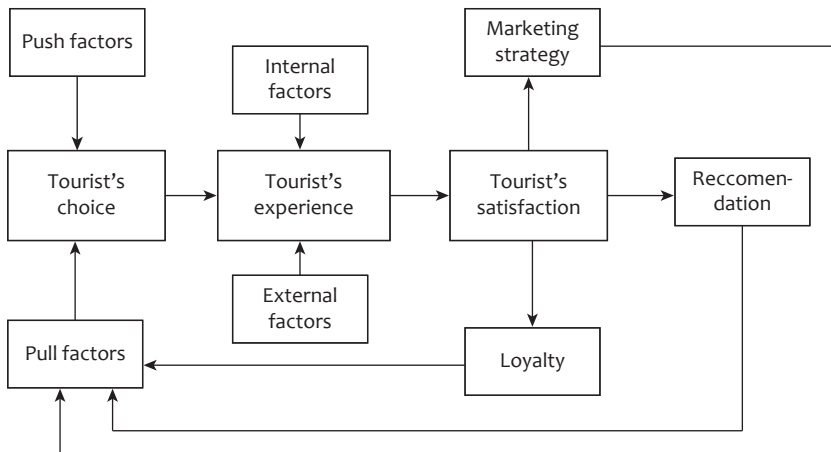 Push factors
Internal
factors
Marketing
strategy
Tourist's
choice
Tourist's
experience
Tourist's
satisfaction
Reccomen-
dation
External
factors
Pull factors
Loyalty